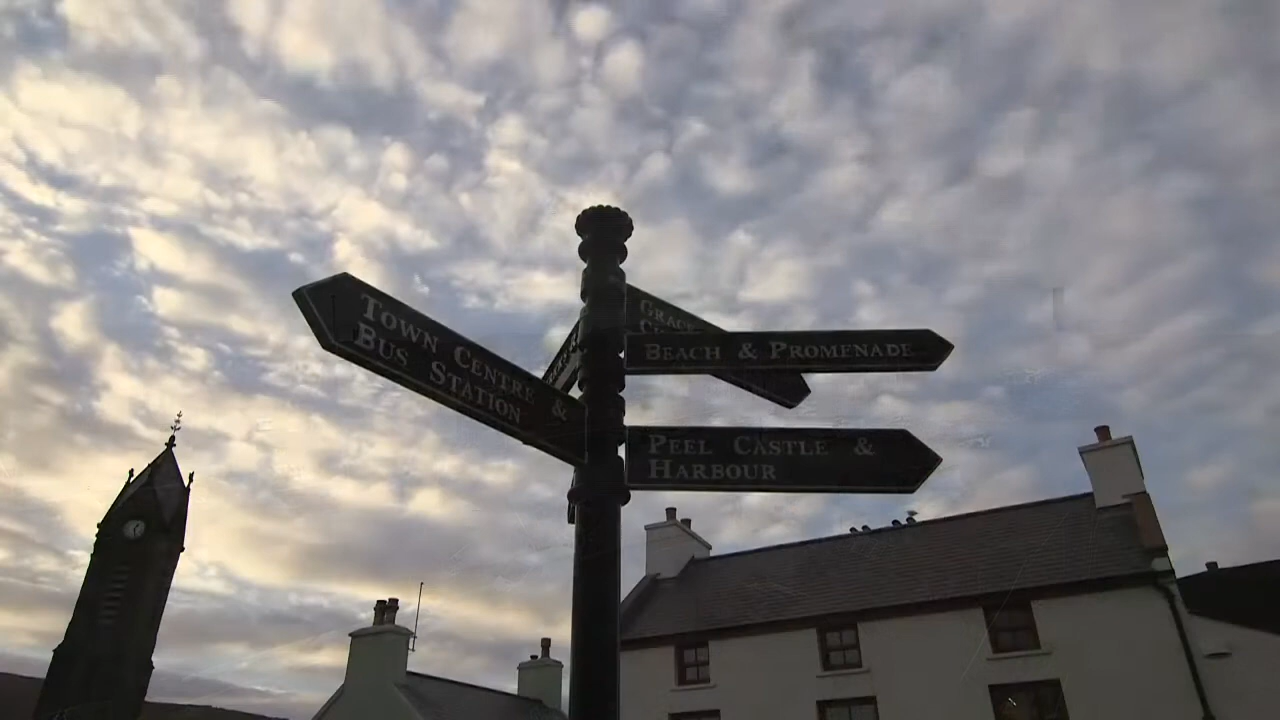 Town Centre &
Bus Station
Beach & Promenade
Peel Castle &
Harbour